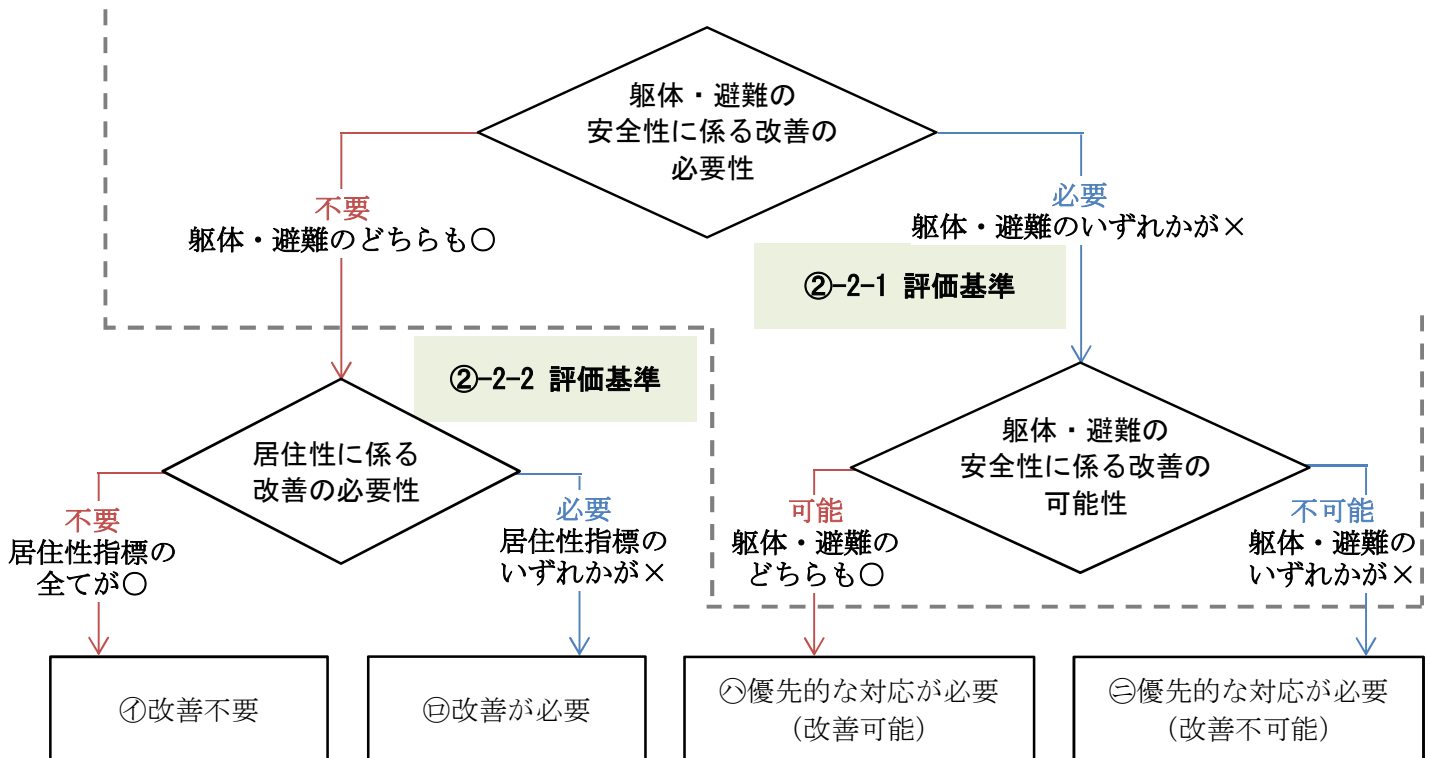 躯体・避難の
安全性に係る改善の
必要性
不要
躯体・避難のどちらも○
必要
躯体・避難のいずれかが×
②-2-1 評価基準
②-2-2 評価基準
居住性に係る
改善の必要性
躯体・避難の
安全性に係る改善の
可能性
不要
居住性指標の
全てが○
必要
居住性指標の
いずれかが×
可能
躯体・避難の
どちらも○
不可能
躯体・避難の
いずれかが×
㋑改善不要
㋺改善が必要
㋩優先的な対応が必要
（改善可能）
㋥優先的な対応が必要
（改善不可能）